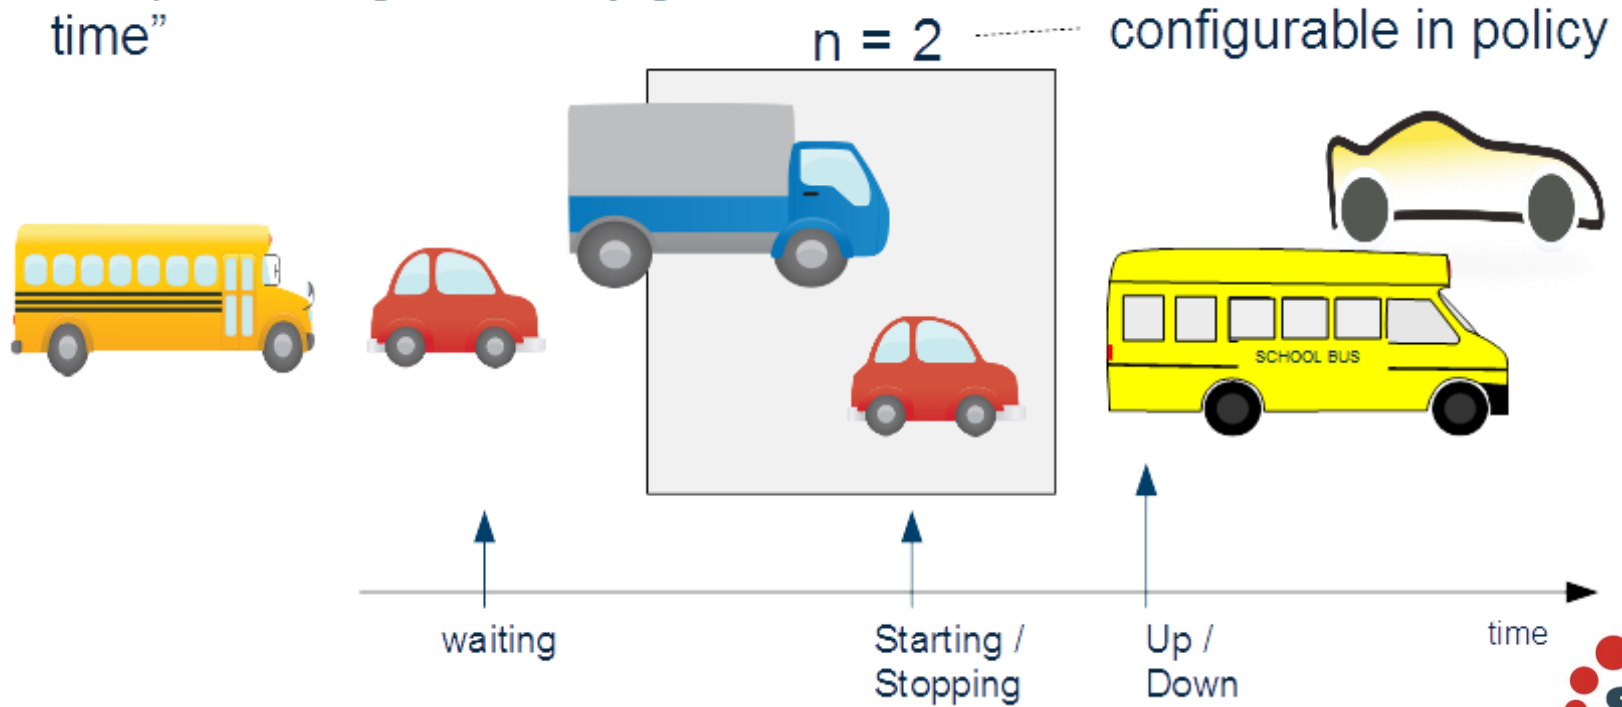 time”
n = 2
configurable in policy
SCHOOL BUS
waiting
Starting /
Stopping
Up /
Down
time